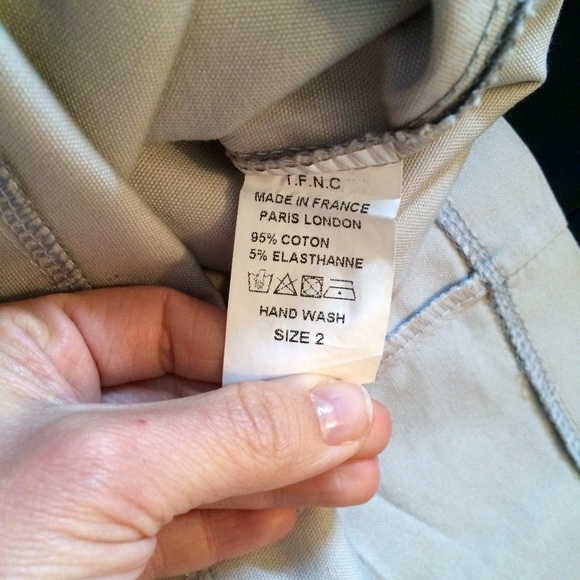 T.F.N.C
MADE IN FRANCE
PARIS LONDON
95% COTON
5% ELASTHANNE
HAND WASH
SIZE 2